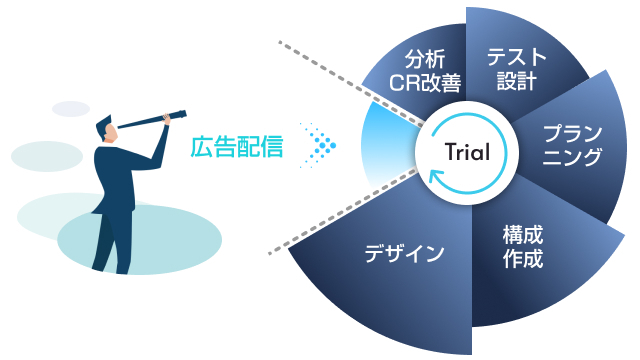 広告配信
分析
CR改善
テスト
設計
プラン
ニング
構成
作成
デザイン
Trial